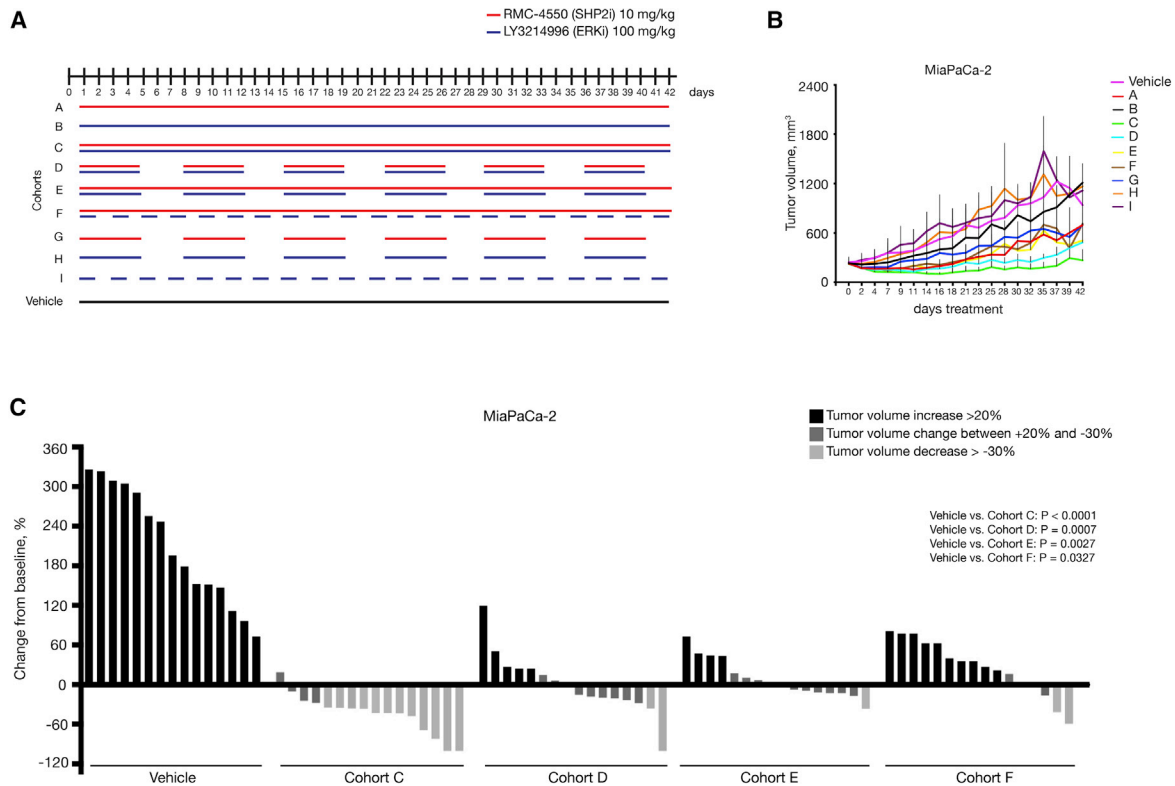 A
RMC-4550 (SHP2i) 10 mg/kg
LY3214996 (ERKi) 100 mg/kg
0 1 2 3 4 5 6 7 8 9 10 11 12 13 14 15 16 17 18 19 20 21 22 23 24 25 26 27 28 29 30 31 32 33 34 35 36 37 38 39 40 41 42 days
Cohorts
A
B
C
D
E
F
G
H
I
Vehicle
B
MiaPaCa-2
Tumor volume, mm³
2400
1800
1200
600
0
0 2 4 7 9 11 14 16 18 21 23 25 28 30 32 35 37 39 42
days treatment
Vehicle
A
B
C
D
E
F
G
H
I
C
MiaPaCa-2
Tumor volume increase >20%
Tumor volume change between +20% and -30%
Tumor volume decrease > -30%
Vehicle vs. Cohort C: P < 0.0001
Vehicle vs. Cohort D: P = 0.0007
Vehicle vs. Cohort E: P = 0.0027
Vehicle vs. Cohort F: P = 0.0327
Change from baseline, %
360
300
240
180
120
60
0
-60
-120
Vehicle
Cohort C
Cohort D
Cohort E
Cohort F